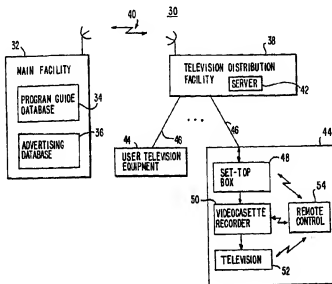 30
32
40
38
MAIN FACILITY
PROGRAM GUIDE
DATABASE
34
ADVERTISING
DATABASE
36
TELEVISION DISTRIBUTION
FACILITY
SERVER
42
46
...
46
44
USER TELEVISION
EQUIPMENT
44
SET-TOP
BOX
48
50
VIDEOCASETTE
RECORDER
54
REMOTE
CONTROL
TELEVISION
52